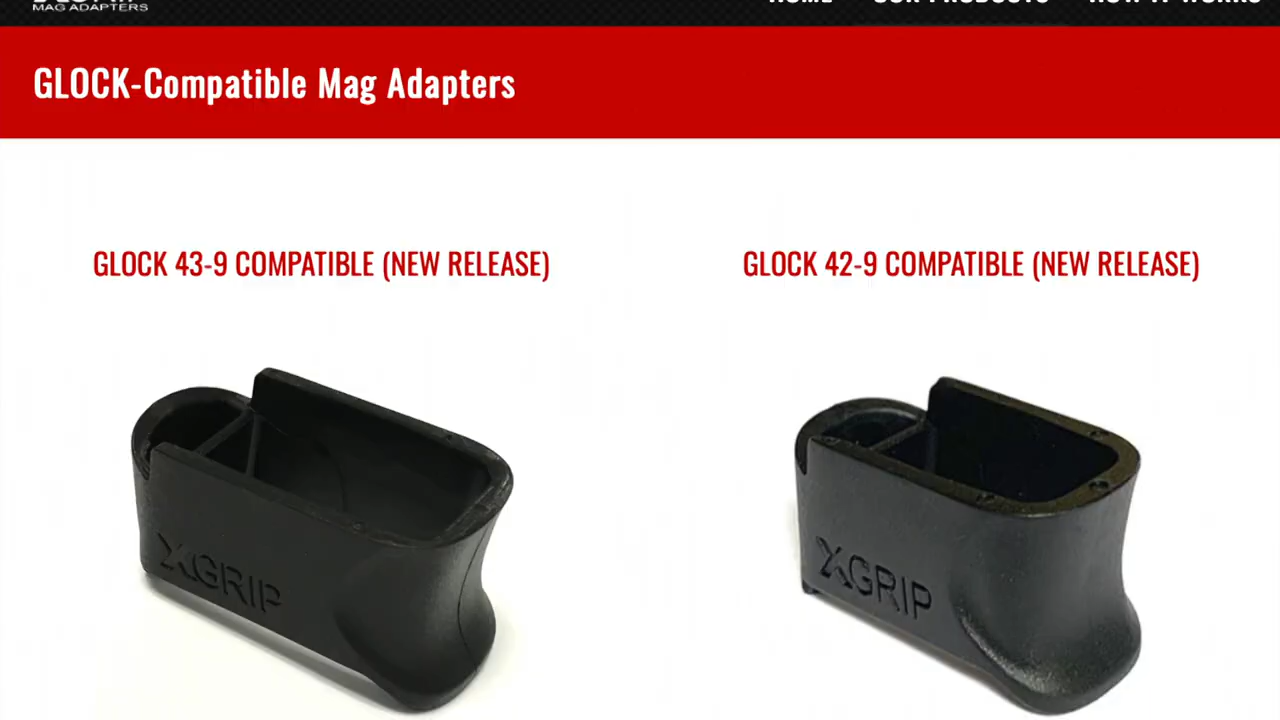 MAG ADAPTERS
GLOCK-Compatible Mag Adapters
GLOCK 43-9 COMPATIBLE (NEW RELEASE)
GLOCK 42-9 COMPATIBLE (NEW RELEASE)
XGRIP
XGRIP